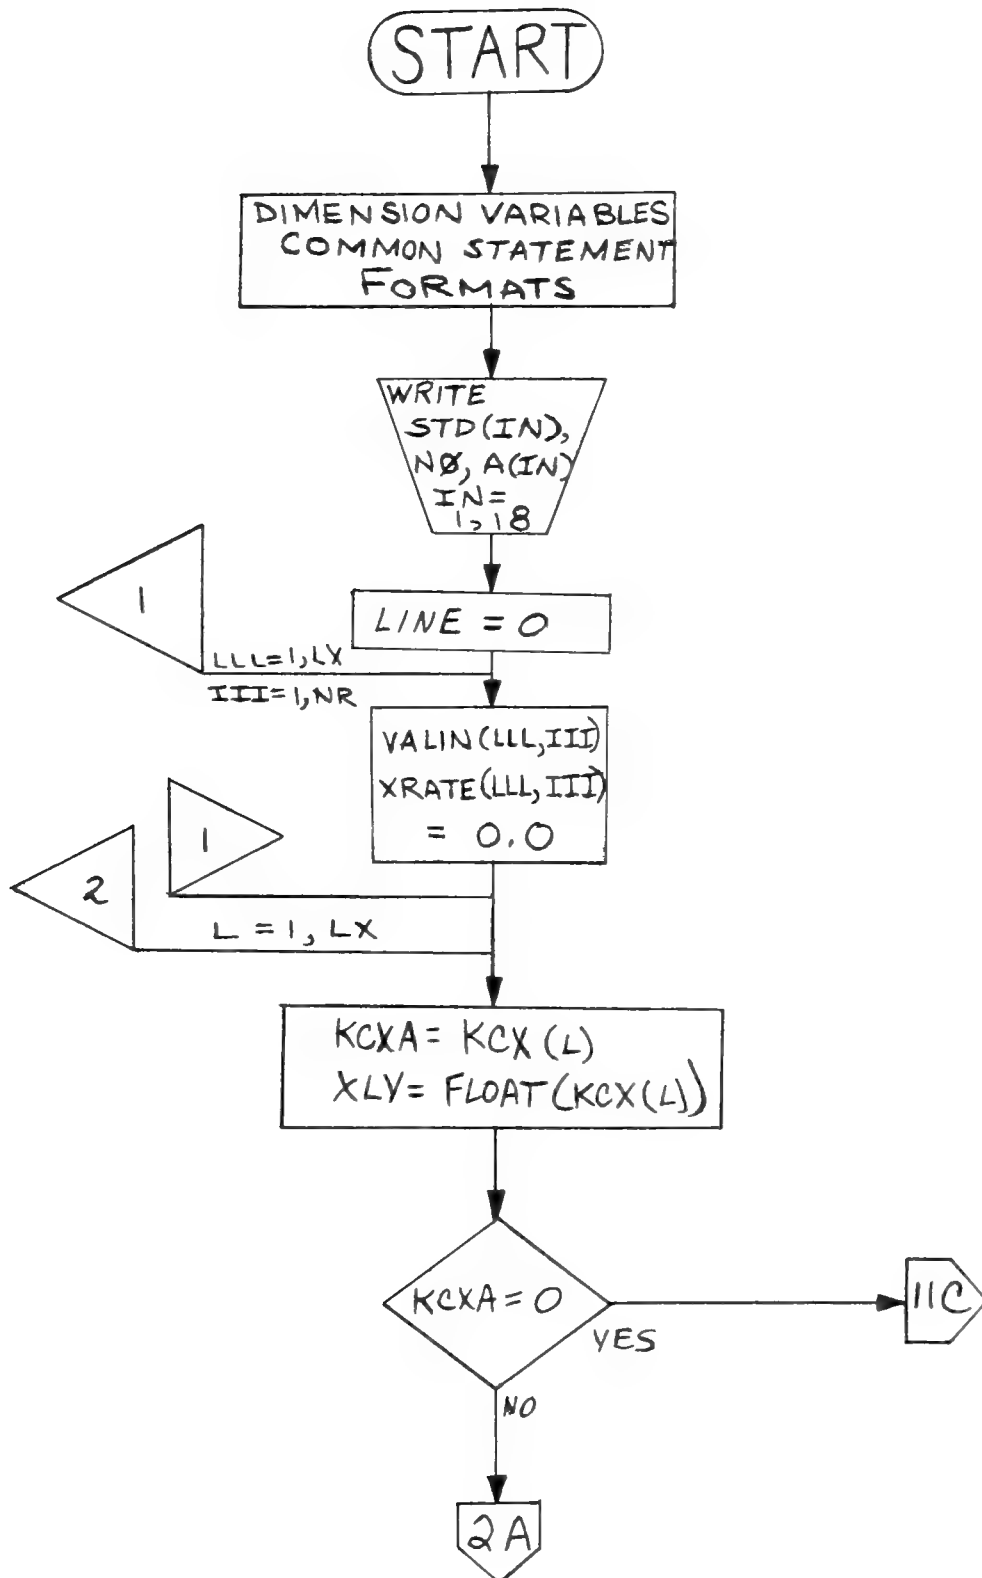 START
DIMENSION VARIABLES
COMMON STATEMENT
FORMATS
WRITE
STD(IN),
NØ, A(IN)
IN=
1,18
1
LINE = 0
LLL=1,LX
III=1,NR
VALIN(LLL,III)
XRATE(LLL,III)
= 0.0
1
2
L = 1, LX
KCXA= KCX(L)
XLV= FLOAT(KCX(L))
KCXA=0
11C
YES
NO
2A